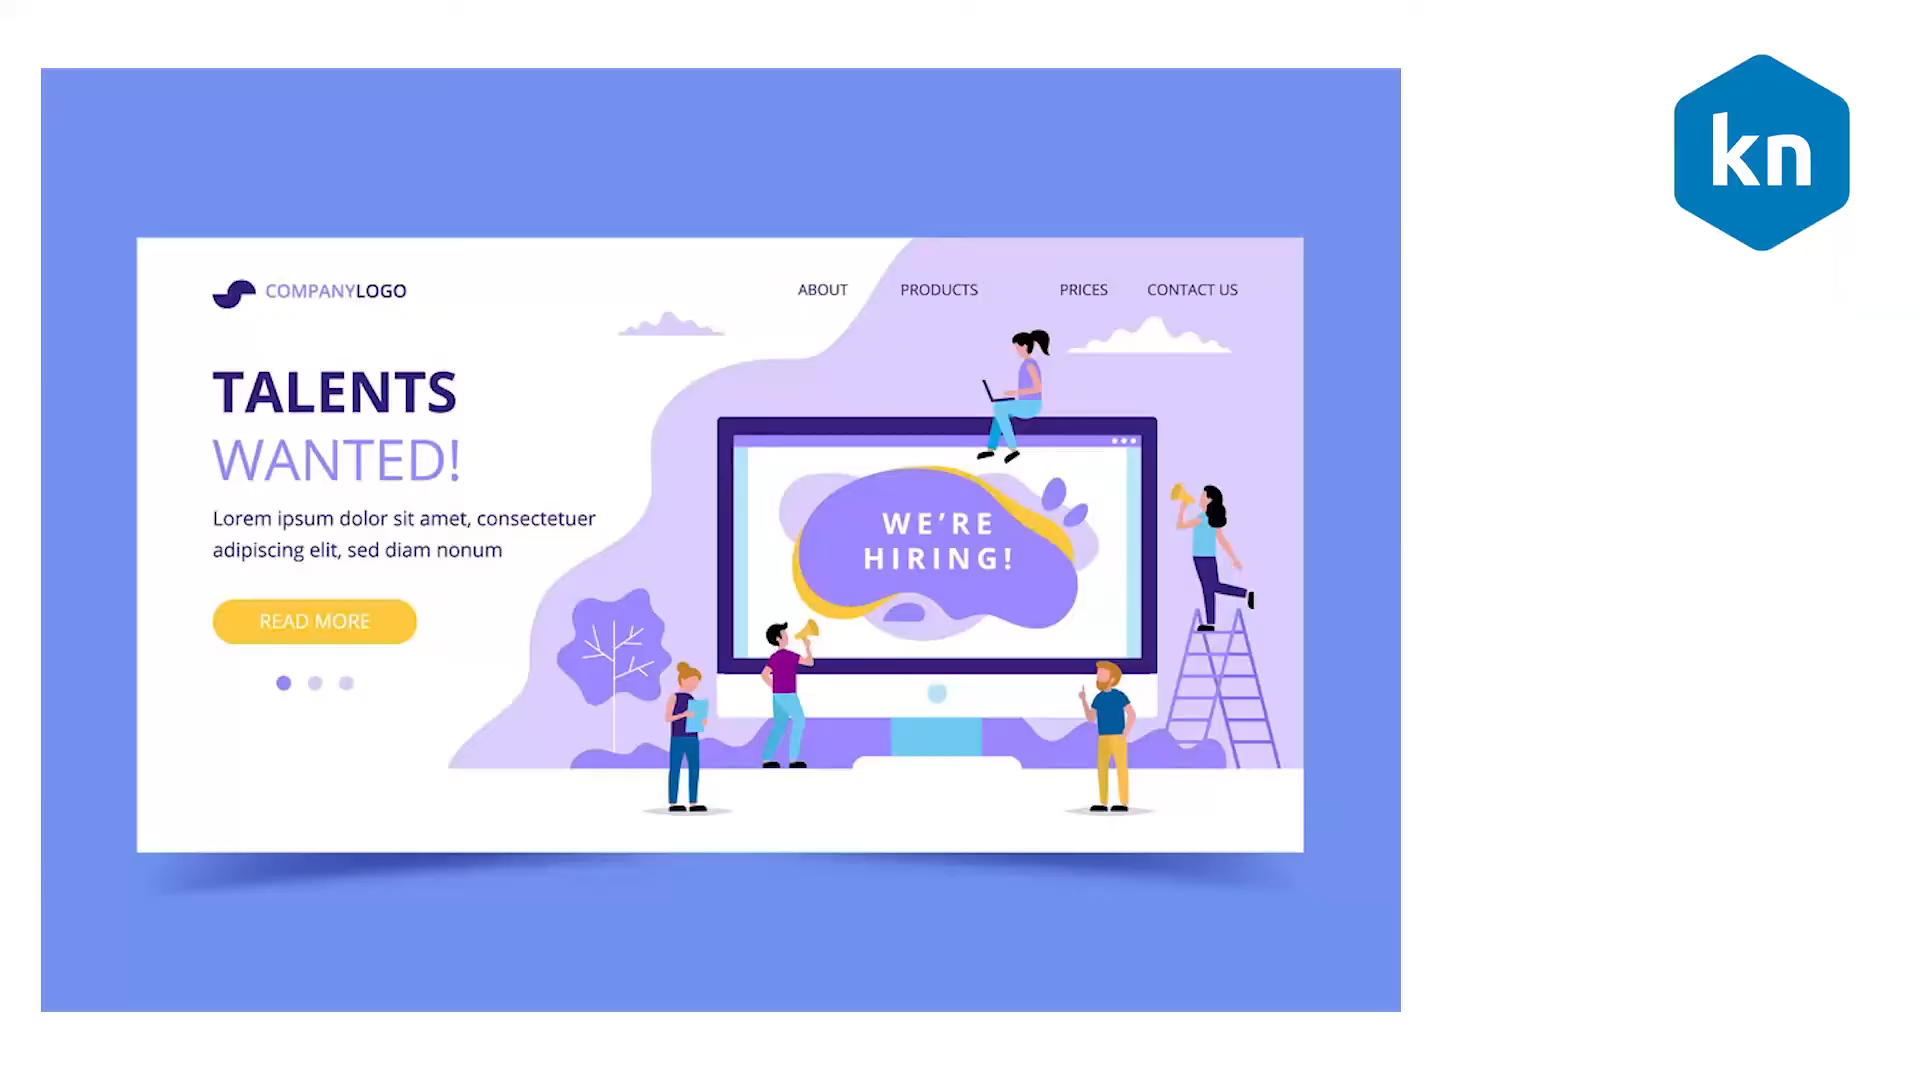 kn
COMPANYLOGO
ABOUT PRODUCTS PRICES CONTACT US
TALENTS
WANTED!
Lorem ipsum dolor sit amet, consectetuer
adipiscing elit, sed diam nonum
READ MORE
WE’RE
HIRING!